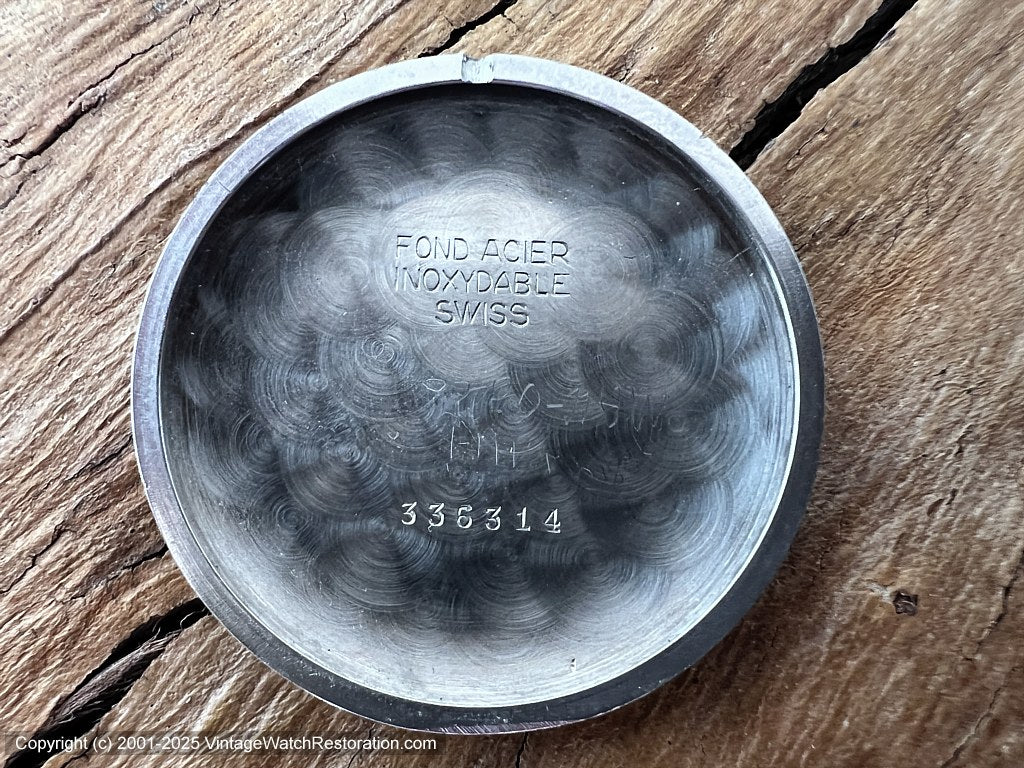 FOND ACIER
INOXYDABLE
SWISS
336314
Copyright (c) 2001-2025 VintageWatchRestoration.com